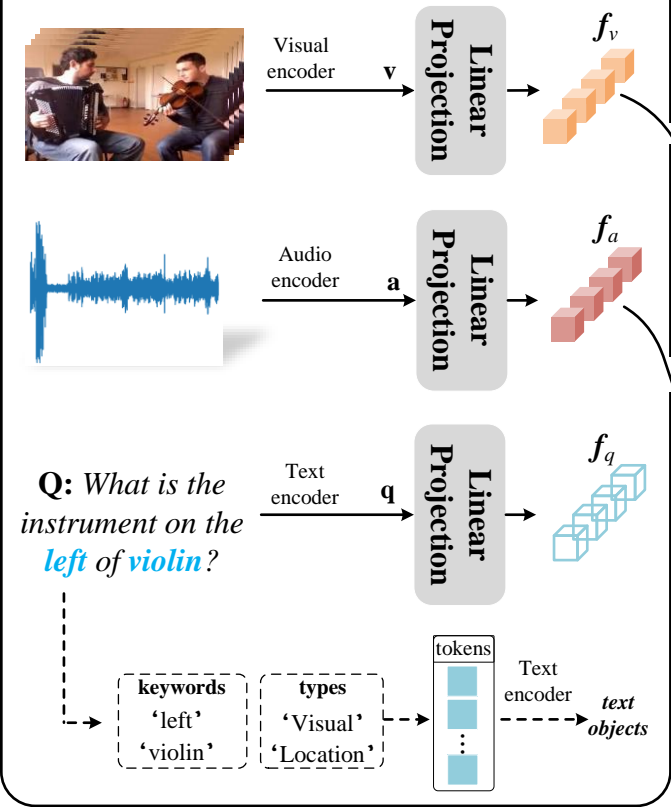 Visual
encoder
v
Linear
Projection
f_v
Audio
encoder
a
Linear
Projection
f_a
Q: What is the
instrument on the
left of violin?
Text
encoder
q
Linear
Projection
f_q
keywords
‘left’
‘violin’
types
‘Visual’
‘Location’
tokens
Text
encoder
text
objects